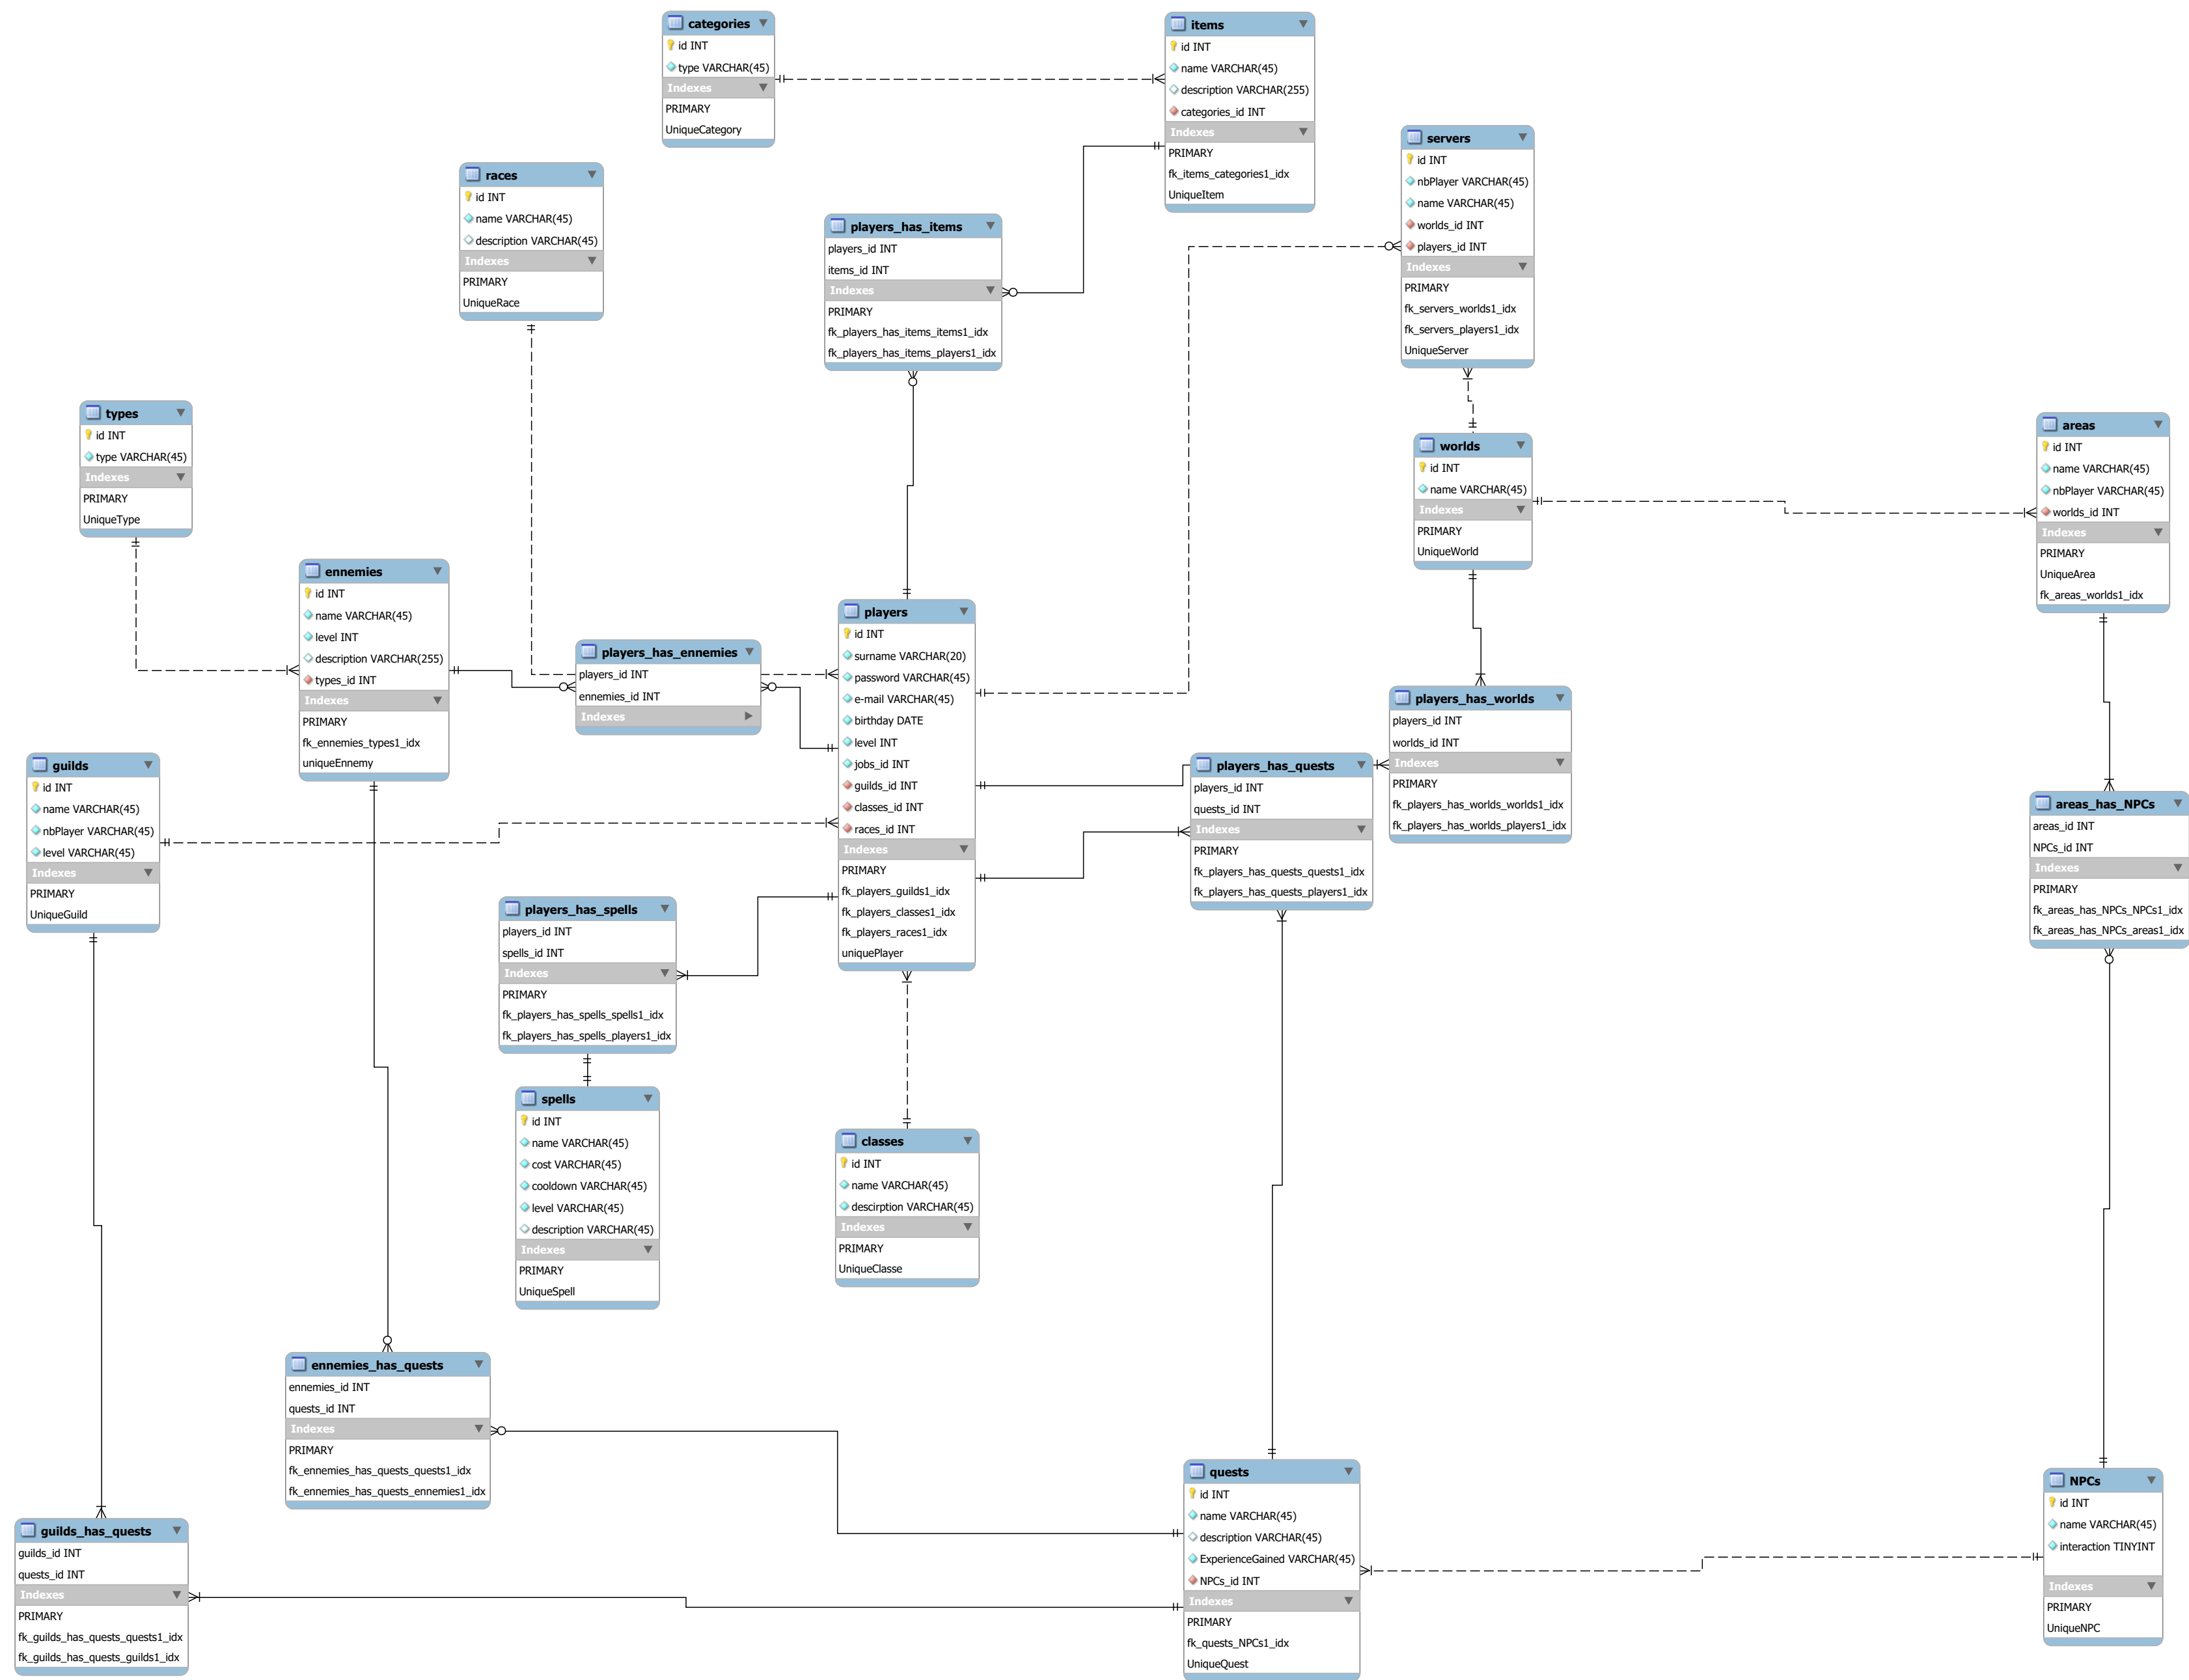 categories
id INT
type VARCHAR(45)
Indexes
PRIMARY
UniqueCategory
items
id INT
name VARCHAR(45)
description VARCHAR(255)
categories_id INT
Indexes
PRIMARY
fk_items_categories1_idx
UniqueItem
servers
id INT
nbPlayer VARCHAR(45)
name VARCHAR(45)
worlds_id INT
players_id INT
Indexes
PRIMARY
fk_servers_worlds1_idx
fk_servers_players1_idx
UniqueServer
races
id INT
name VARCHAR(45)
description VARCHAR(45)
Indexes
PRIMARY
UniqueRace
players_has_items
players_id INT
items_id INT
Indexes
PRIMARY
fk_players_has_items_items1_idx
fk_players_has_items_players1_idx
types
id INT
type VARCHAR(45)
Indexes
PRIMARY
UniqueType
worlds
id INT
name VARCHAR(45)
Indexes
PRIMARY
UniqueWorld
areas
id INT
name VARCHAR(45)
nbPlayer VARCHAR(45)
worlds_id INT
Indexes
PRIMARY
UniqueArea
fk_areas_worlds1_idx
ennemies
id INT
name VARCHAR(45)
level INT
description VARCHAR(255)
types_id INT
Indexes
PRIMARY
fk_ennemies_types1_idx
uniqueEnnemy
players_has_ennemies
players_id INT
ennemies_id INT
Indexes
players
id INT
surname VARCHAR(20)
password VARCHAR(45)
e-mail VARCHAR(45)
birthday DATE
level INT
jobs_id INT
guilds_id INT
classes_id INT
races_id INT
Indexes
PRIMARY
fk_players_guilds1_idx
fk_players_classes1_idx
fk_players_races1_idx
uniquePlayer
players_has_worlds
players_id INT
worlds_id INT
Indexes
PRIMARY
fk_players_has_worlds_worlds1_idx
fk_players_has_worlds_players1_idx
guilds
id INT
name VARCHAR(45)
nbPlayer VARCHAR(45)
level VARCHAR(45)
Indexes
PRIMARY
UniqueGuild
players_has_quests
players_id INT
quests_id INT
Indexes
PRIMARY
fk_players_has_quests_quests1_idx
fk_players_has_quests_players1_idx
areas_has_NPCs
areas_id INT
NPCs_id INT
Indexes
PRIMARY
fk_areas_has_NPCs_NPCs1_idx
fk_areas_has_NPCs_areas1_idx
players_has_spells
players_id INT
spells_id INT
Indexes
PRIMARY
fk_players_has_spells_spells1_idx
fk_players_has_spells_players1_idx
spells
id INT
name VARCHAR(45)
cost VARCHAR(45)
cooldown VARCHAR(45)
level VARCHAR(45)
description VARCHAR(45)
Indexes
PRIMARY
UniqueSpell
classes
id INT
name VARCHAR(45)
descirption VARCHAR(45)
Indexes
PRIMARY
UniqueClasse
ennemies_has_quests
ennemies_id INT
quests_id INT
Indexes
PRIMARY
fk_ennemies_has_quests_quests1_idx
fk_ennemies_has_quests_ennemies1_idx
guilds_has_quests
guilds_id INT
quests_id INT
Indexes
PRIMARY
fk_guilds_has_quests_quests1_idx
fk_guilds_has_quests_guilds1_idx
quests
id INT
name VARCHAR(45)
description VARCHAR(45)
ExperienceGained VARCHAR(45)
NPCs_id INT
Indexes
PRIMARY
fk_quests_NPCs1_idx
UniqueQuest
NPCs
id INT
name VARCHAR(45)
interaction TINYINT
Indexes
PRIMARY
UniqueNPC